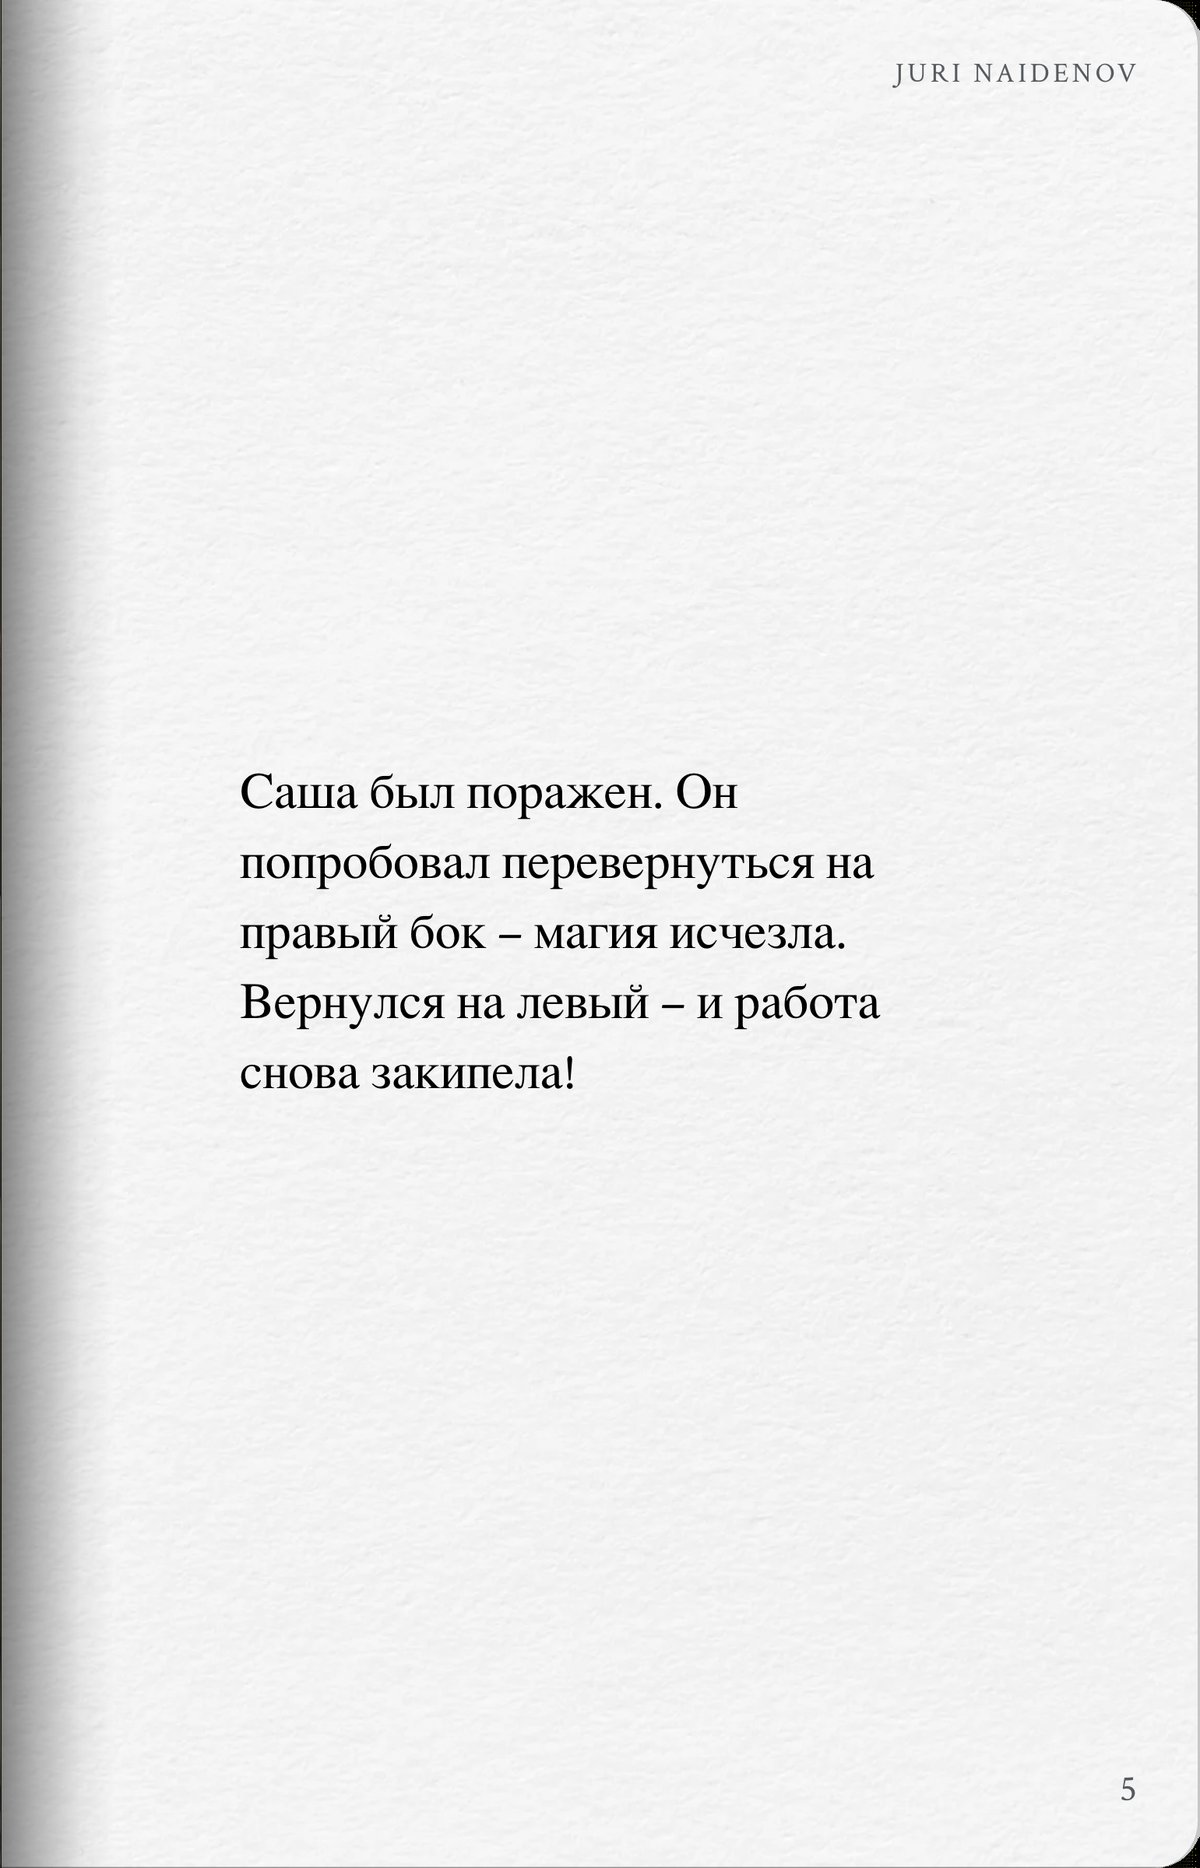 JURI NAIDENOV
Саша был поражен. Он
попробовал перевернуться на
правый бок – магия исчезла.
Вернулся на левый – и работа
снова закипела!
5